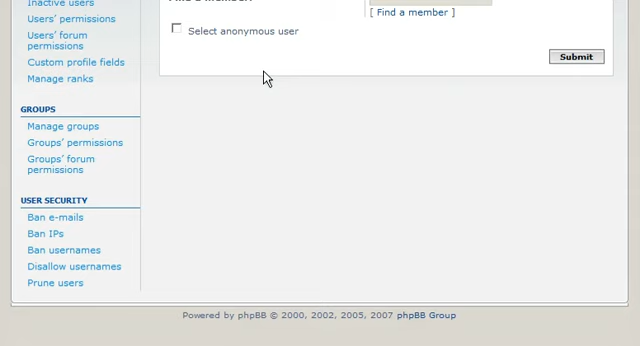 Inactive users
Users' permissions
Users' forum
permissions
Custom profile fields
Manage ranks
GROUPS
Manage groups
Groups' permissions
Groups' forum
permissions
USER SECURITY
Ban e-mails
Ban IPs
Ban usernames
Disallow usernames
Prune users
[ Find a member ]
Select anonymous user
Submit
Powered by phpBB © 2000, 2002, 2005, 2007 phpBB Group